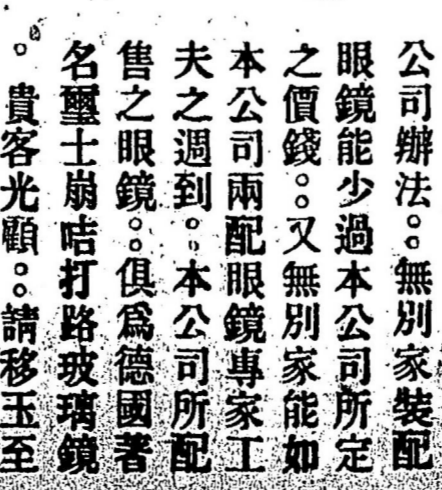 公司辦法。。無別家裝配
眼鏡能少過本公司所定
之價錢。。又無別家能如
本公司兩配眼鏡專家工
夫之週到。。本公司所配
售之眼鏡。。俱爲德國著
名璽士崩咭打路玻璃鏡
。貴客光顧。。請移玉至